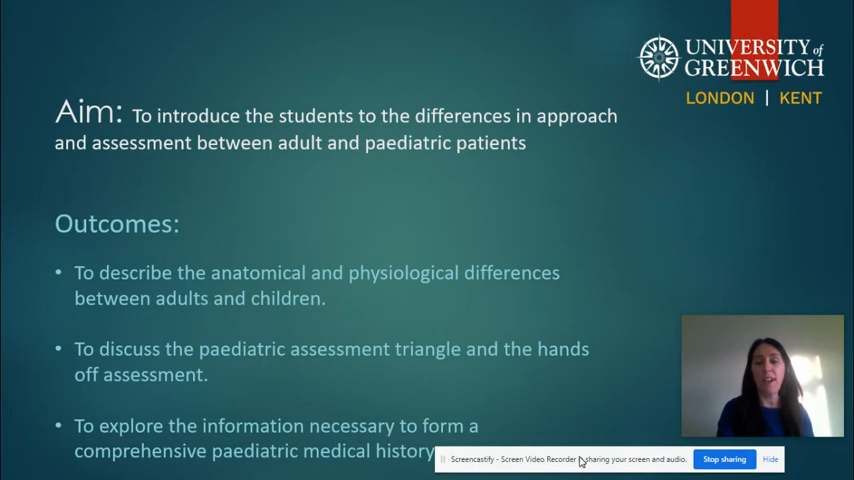 UNIVERSITY of
GREENWICH
LONDON | KENT
Aim: To introduce the students to the differences in approach
and assessment between adult and paediatric patients
Outcomes:
• To describe the anatomical and physiological differences
between adults and children.
• To discuss the paediatric assessment triangle and the hands
off assessment.
• To explore the information necessary to form a
comprehensive paediatric medical history
Screencastify - Screen Video Recorder is sharing your screen and audio.
Stop sharing
Hide